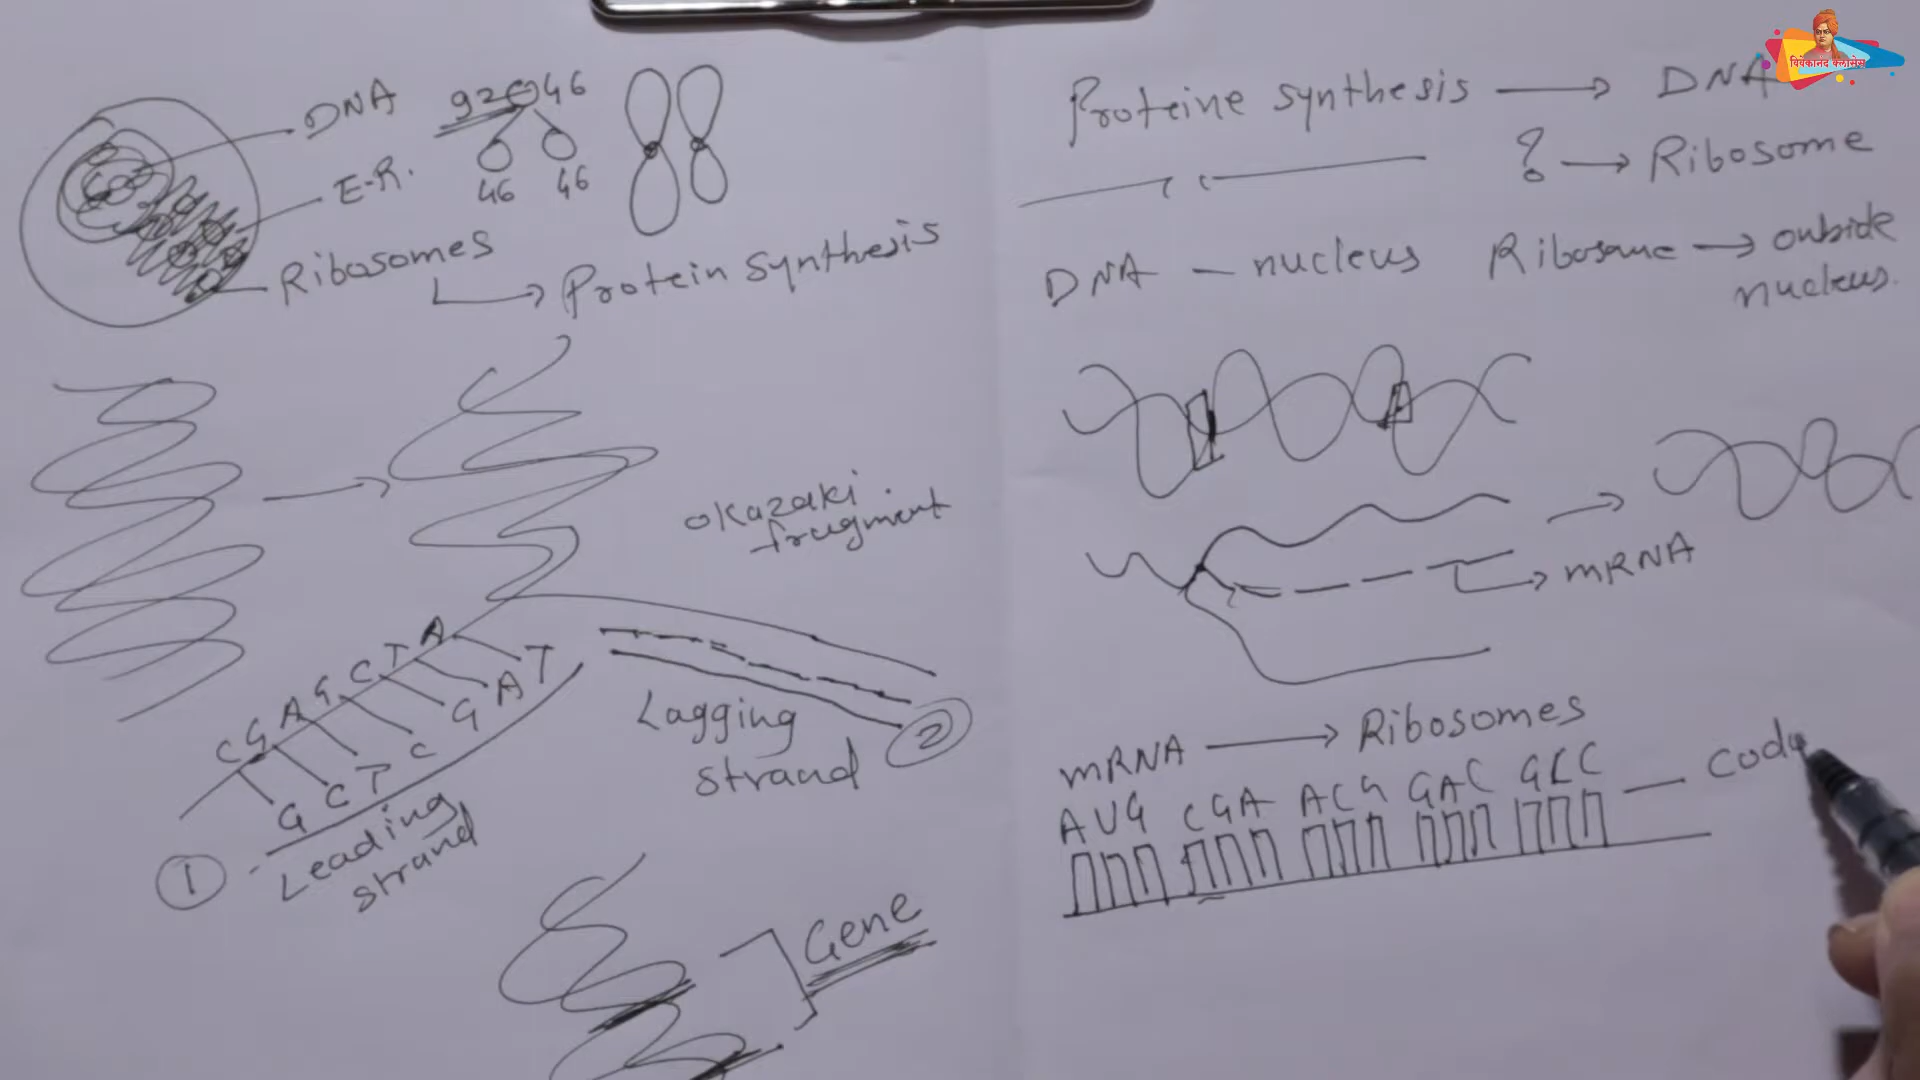 विवेकानंद क्लासेस
DNA
92 46
46 46
E.R.
Ribosomes
Protein synthesis
okazaki
fragment
C G A G C T A
G C T C G A T
1
Leading
strand
Lagging
strand
2
Gene
Proteine synthesis → DNA
? → Ribosome
DNA - nucleus Ribosome → outside
nucleus.
A
mRNA
mRNA → Ribosomes
AUG CGA ACG GAC GCC — codo